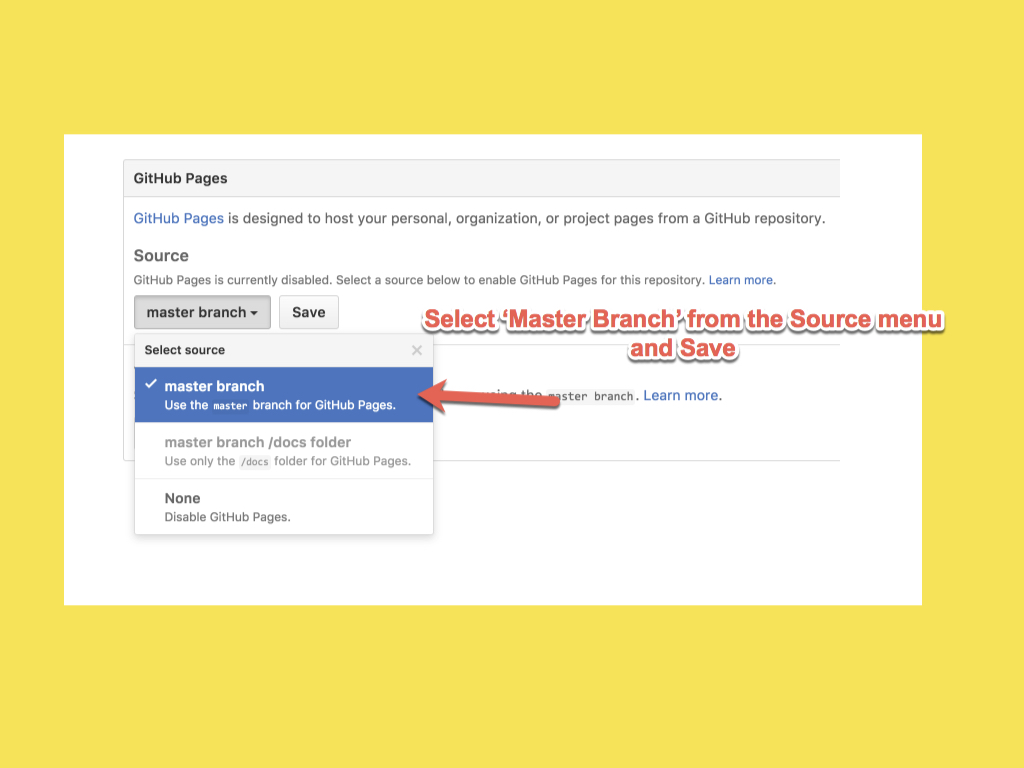 GitHub Pages
GitHub Pages is designed to host your personal, organization, or project pages from a GitHub repository.
Source
GitHub Pages is currently disabled. Select a source below to enable GitHub Pages for this repository. Learn more.
master branch Save
Select ‘Master Branch’ from the Source menu
and Save
Select source
master branch
Use the master branch for GitHub Pages.
using the master branch. Learn more.
master branch /docs folder
Use only the /docs folder for GitHub Pages.
None
Disable GitHub Pages.